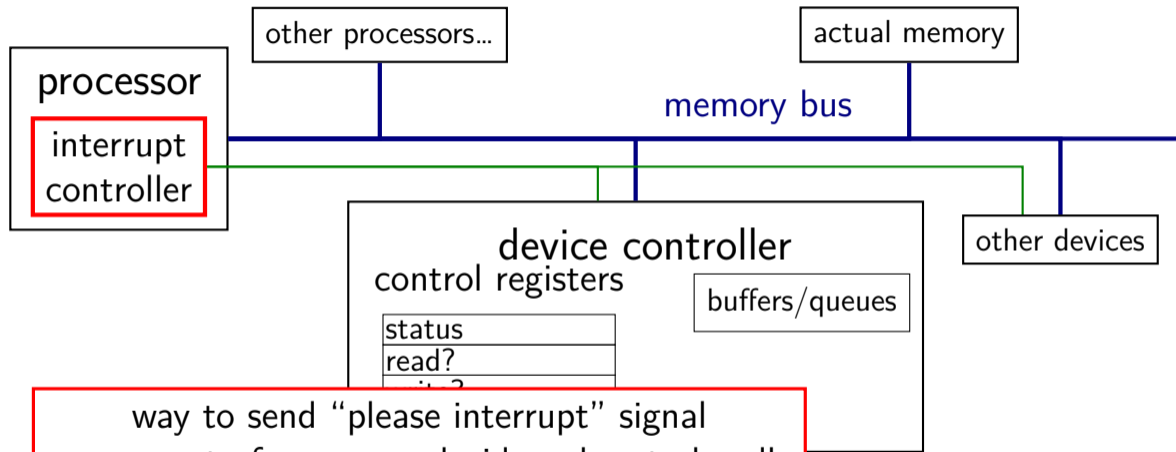 other processors…
actual memory
processor
memory bus
interrupt
controller
device controller
other devices
control registers
buffers/queues
status
read?
way to send “please interrupt” signal